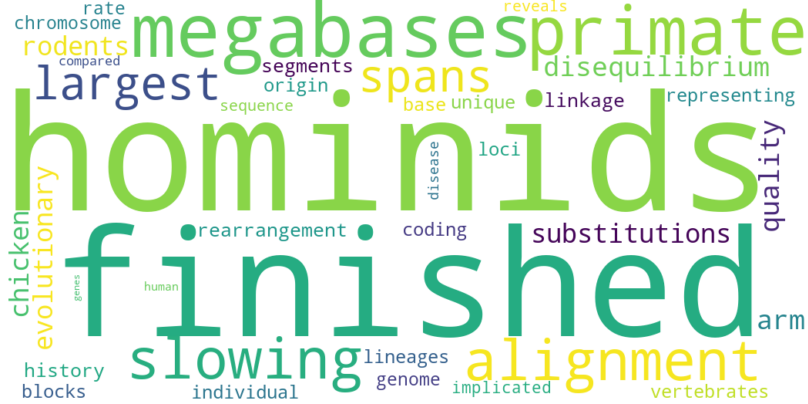 rate
reveals
chromosome
megabases
primate
rodents
compared
segments
spans
disequilibrium
largest
origin
sequence
base
unique
linkage
representing
hominids
quality
loci
disease
evolutionary
chicken
rearrangement
coding
substitutions
finished
genes
human
arm
slowing
lineages
alignment
history
genome
blocks
individual
implicated
vertebrates